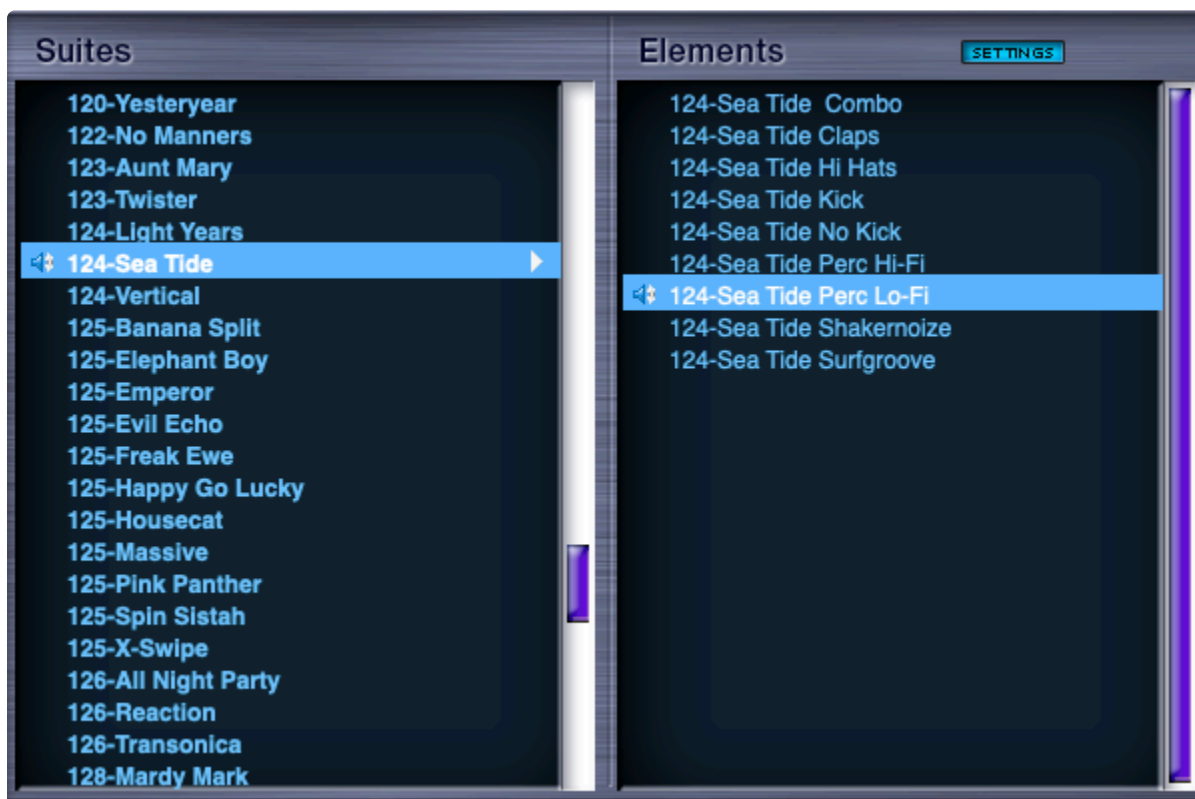 Suites
120-Yesteryear
122-No Manners
123-Aunt Mary
123-Twister
124-Light Years
124-Sea Tide
124-Vertical
125-Banana Split
125-Elephant Boy
125-Emperor
125-Evil Echo
125-Freak Ewe
125-Happy Go Lucky
125-Housecat
125-Massive
125-Pink Panther
125-Spin Sistah
125-X-Swipe
126-All Night Party
126-Reaction
126-Transonica
128-Mardy Mark
Elements
SETTINGS
124-Sea Tide  Combo
124-Sea Tide Claps
124-Sea Tide Hi Hats
124-Sea Tide Kick
124-Sea Tide No Kick
124-Sea Tide Perc Hi-Fi
124-Sea Tide Perc Lo-Fi
124-Sea Tide Shakernoize
124-Sea Tide Surfgroove